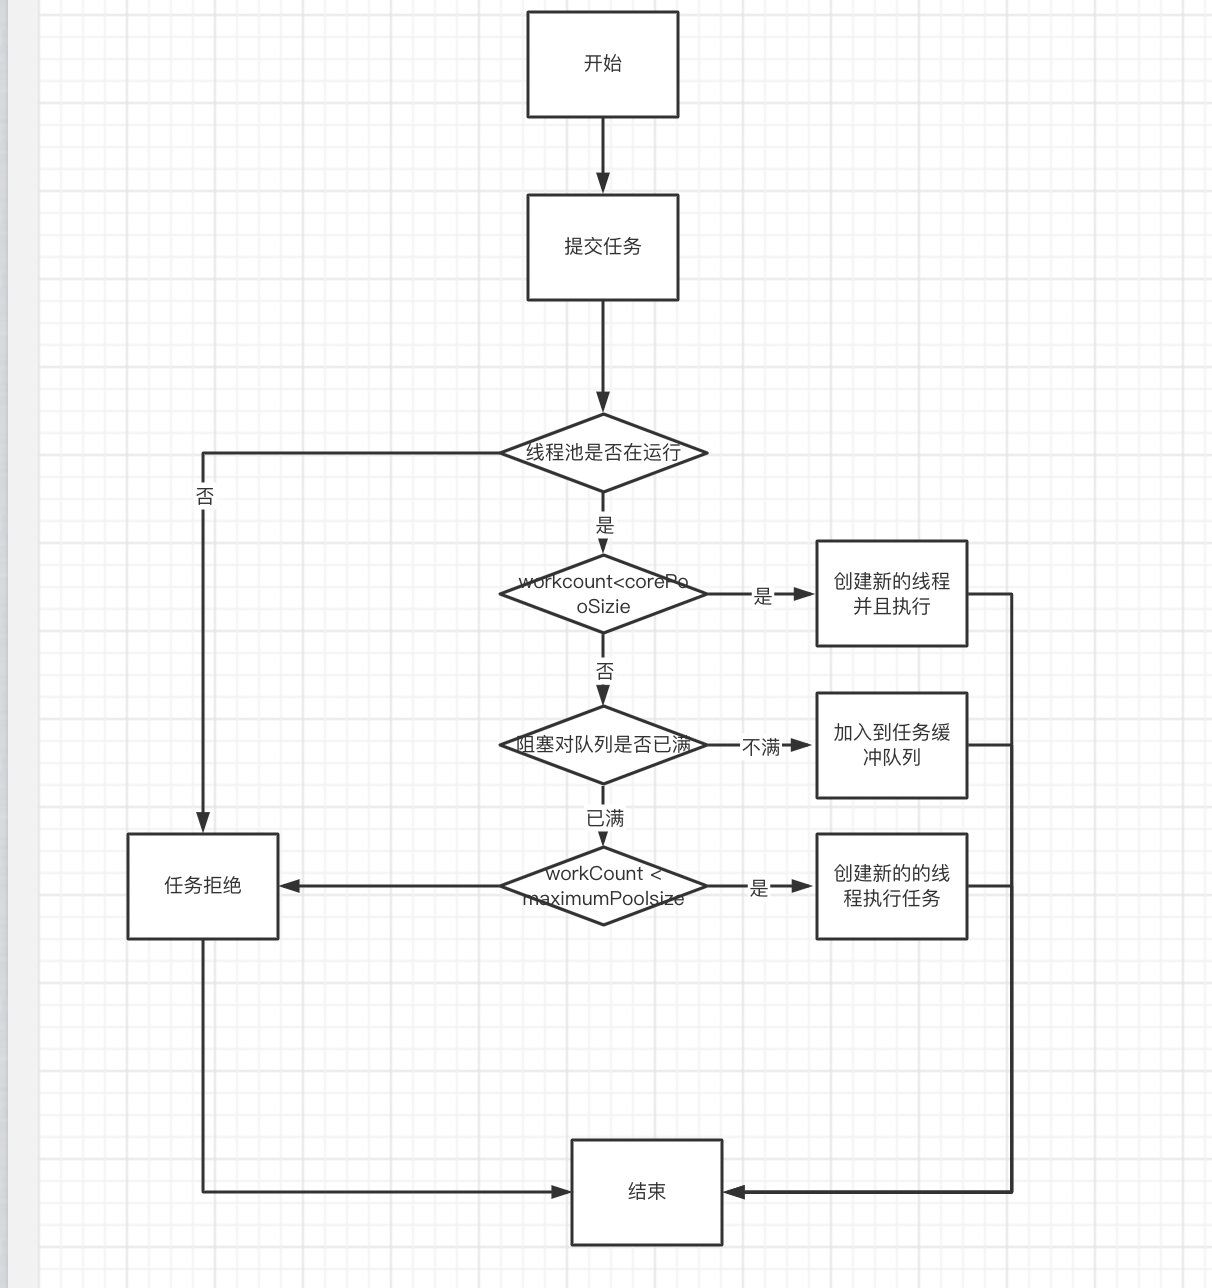 开始
提交任务
线程池是否在运行
否
是
workcount<corePo
oSizie
是
创建新的线程
并且执行
否
阻塞对队列是否已满
不满
加入到任务缓
冲队列
已满
任务拒绝
workCount <
maximumPoolsize
是
创建新的的线
程执行任务
结束